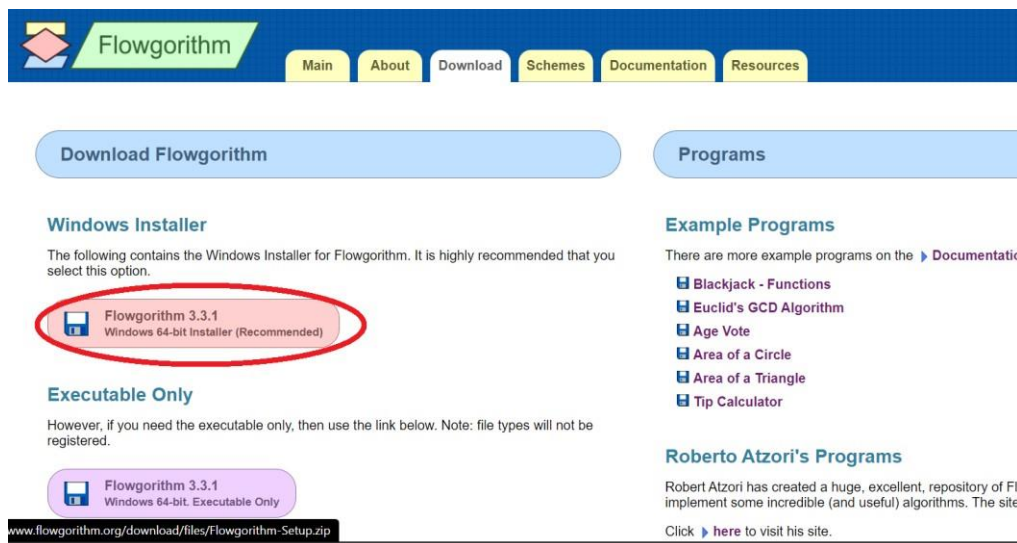 Flowgorithm
Main
About
Download
Schemes
Documentation
Resources
Download Flowgorithm
Windows Installer
The following contains the Windows Installer for Flowgorithm. It is highly recommended that you
select this option.
Flowgorithm 3.3.1
Windows 64-bit Installer (Recommended)
Executable Only
However, if you need the executable only, then use the link below. Note: file types will not be
registered.
Flowgorithm 3.3.1
Windows 64-bit. Executable Only
www.flowgorithm.org/download/files/Flowgorithm-Setup.zip
Programs
Example Programs
There are more example programs on the Documentatio
Blackjack - Functions
Euclid's GCD Algorithm
Age Vote
Area of a Circle
Area of a Triangle
Tip Calculator
Roberto Atzori's Programs
Robert Atzori has created a huge, excellent, repository of Fl
implement some incredible (and useful) algorithms. The site
Click here to visit his site.